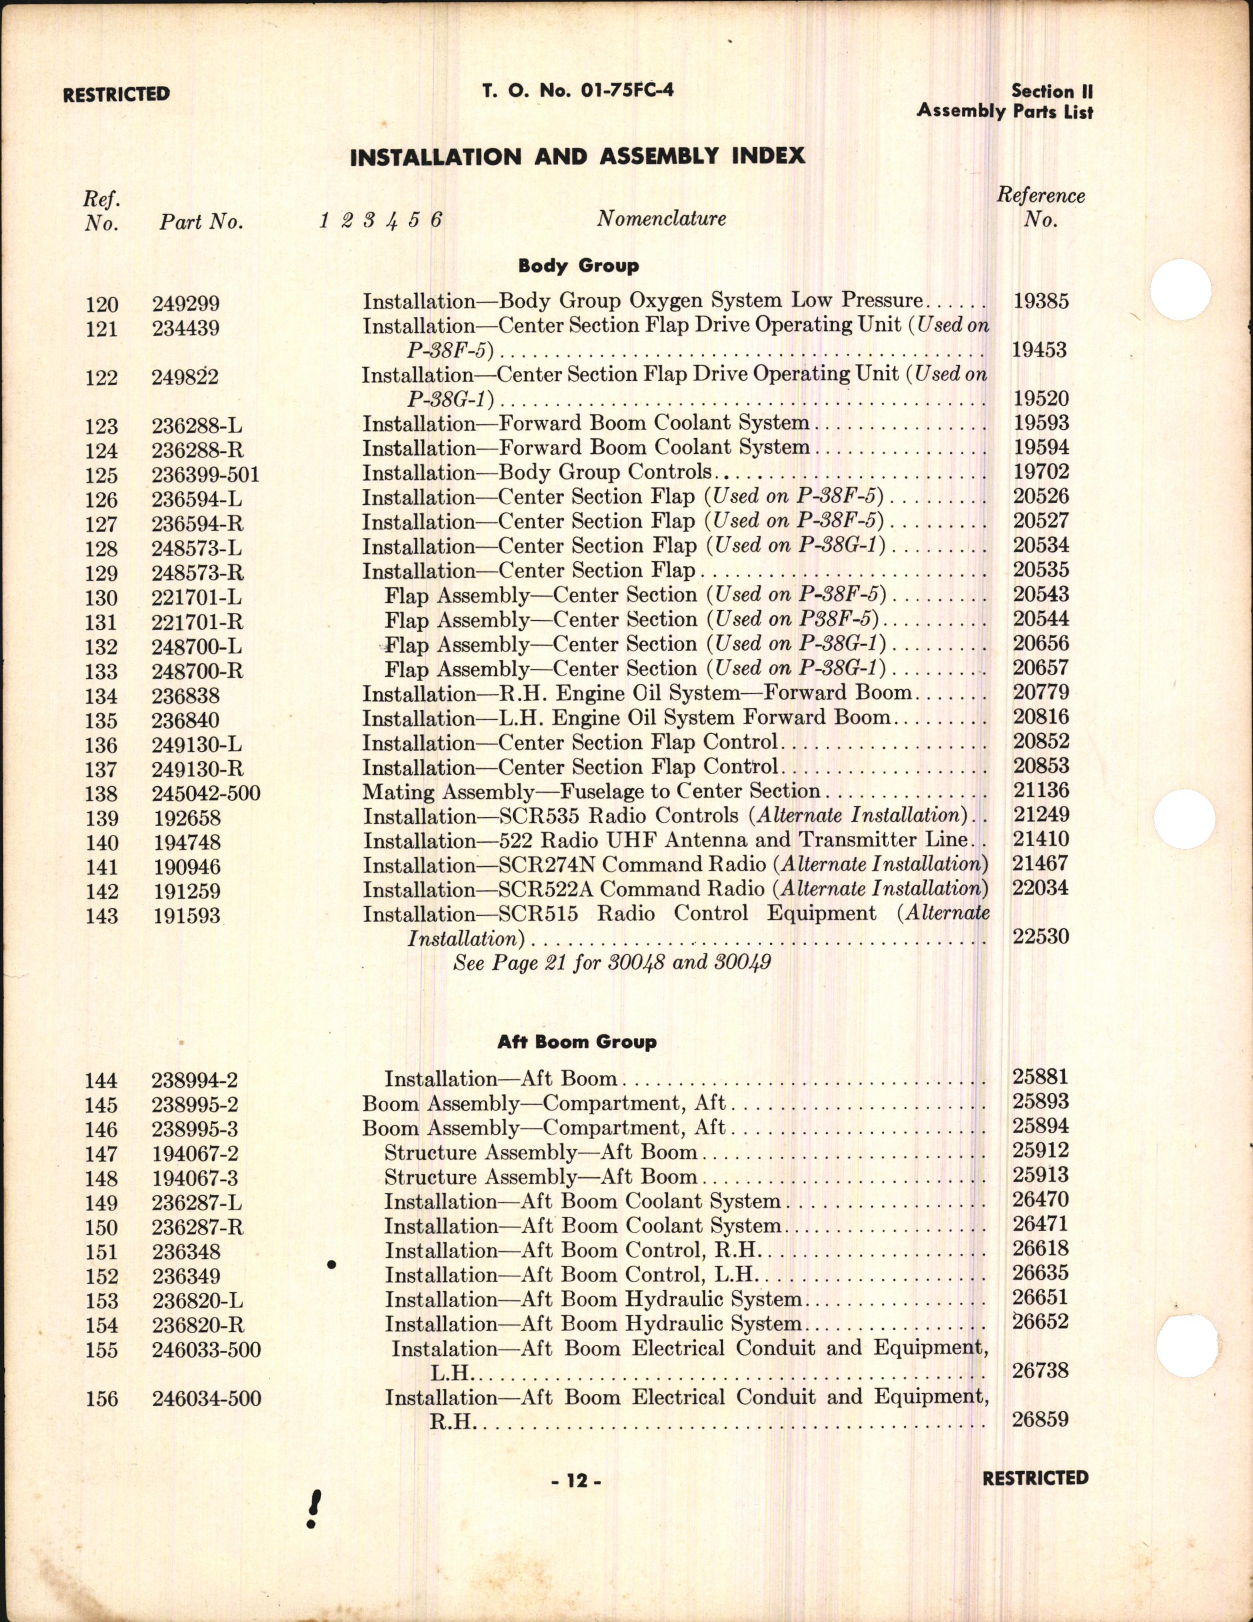 RESTRICTED T. O. No. 01-75FC-4 Section II
Assembly Parts List
INSTALLATION AND ASSEMBLY INDEX
Ref. Reference
No. Part No. 1 2 3 4 5 6 Nomenclature No.
Body Group
120 249299 Installation—Body Group Oxygen System Low Pressure...... 19385
121 234439 Installation—Center Section Flap Drive Operating Unit (Used on
P-38F-5)............................................ 19453
122 249822 Installation—Center Section Flap Drive Operating Unit (Used on
P-38G-1)............................................ 19520
123 236288-L Installation—Forward Boom Coolant System................ 19593
124 236288-R Installation—Forward Boom Coolant System................ 19594
125 236399-501 Installation—Body Group Controls......................... 19702
126 236594-L Installation—Center Section Flap (Used on P-38F-5)......... 20526
127 236594-R Installation—Center Section Flap (Used on P-38F-5)......... 20527
128 248573-L Installation—Center Section Flap (Used on P-38G-1)......... 20534
129 248573-R Installation—Center Section Flap.......................... 20535
130 221701-L Flap Assembly—Center Section (Used on P-38F-5)......... 20543
131 221701-R Flap Assembly—Center Section (Used on P38F-5).......... 20544
132 248700-L Flap Assembly—Center Section (Used on P-38G-1)......... 20656
133 248700-R Flap Assembly—Center Section (Used on P-38G-1)......... 20657
134 236838 Installation—R.H. Engine Oil System—Forward Boom....... 20779
135 236840 Installation—L.H. Engine Oil System Forward Boom......... 20816
136 249130-L Installation—Center Section Flap Control................... 20852
137 249130-R Installation—Center Section Flap Control................... 20853
138 245042-500 Mating Assembly—Fuselage to Center Section............... 21136
139 192658 Installation—SCR535 Radio Controls (Alternate Installation).. 21249
140 194748 Installation—522 Radio UHF Antenna and Transmitter Line.. 21410
141 190946 Installation—SCR274N Command Radio (Alternate Installation) 21467
142 191259 Installation—SCR522A Command Radio (Alternate Installation) 22034
143 191593 Installation—SCR515 Radio Control Equipment (Alternate
Installation)......................................... 22530
See Page 21 for 30048 and 30049
Aft Boom Group
144 238994-2 Installation—Aft Boom................................. 25881
145 238995-2 Boom Assembly—Compartment, Aft....................... 25893
146 238995-3 Boom Assembly—Compartment, Aft....................... 25894
147 194067-2 Structure Assembly—Aft Boom.......................... 25912
148 194067-3 Structure Assembly—Aft Boom.......................... 25913
149 236287-L Installation—Aft Boom Coolant System................... 26470
150 236287-R Installation—Aft Boom Coolant System................... 26471
151 236348 Installation—Aft Boom Control, R.H..................... 26618
152 236349 Installation—Aft Boom Control, L.H..................... 26635
153 236820-L Installation—Aft Boom Hydraulic System................. 26651
154 236820-R Installation—Aft Boom Hydraulic System................. 26652
155 246033-500 Instalation—Aft Boom Electrical Conduit and Equipment,
L.H............................................... 26738
156 246034-500 Installation—Aft Boom Electrical Conduit and Equipment,
R.H............................................... 26859
- 12 - RESTRICTED
!